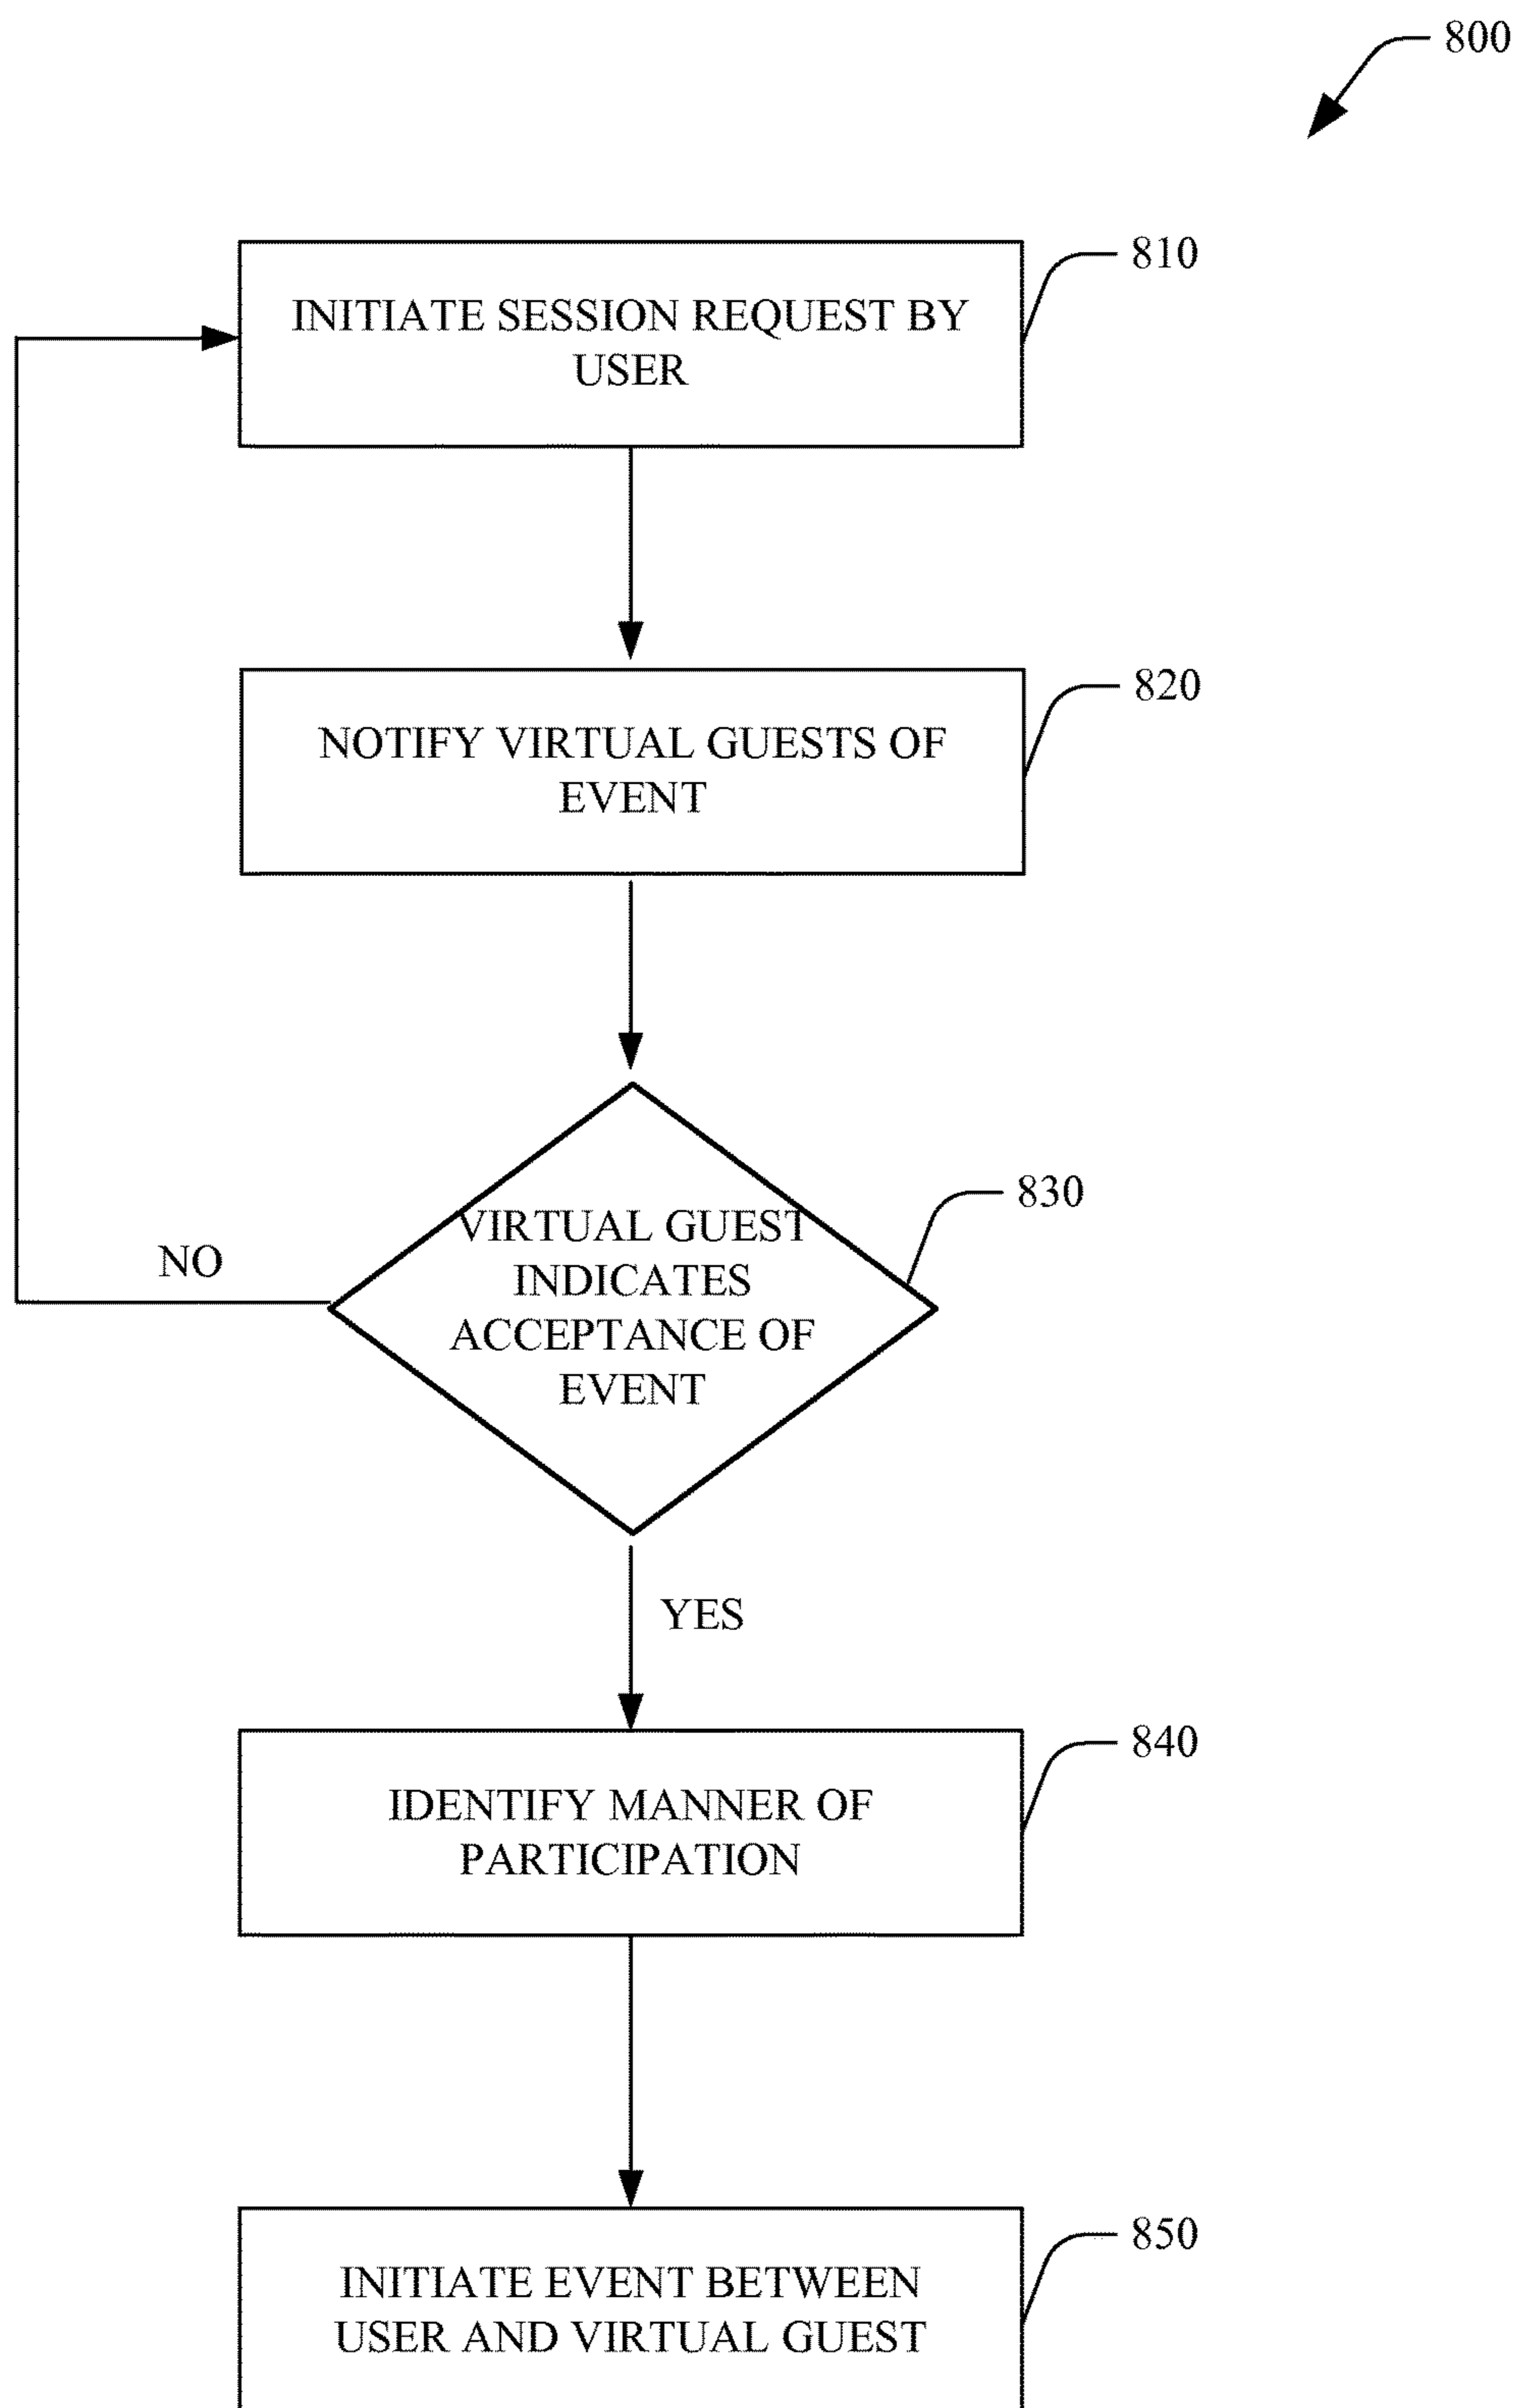 800
810
INITIATE SESSION REQUEST BY
USER
820
NOTIFY VIRTUAL GUESTS OF
EVENT
830
VIRTUAL GUEST
INDICATES
ACCEPTANCE OF
EVENT
NO
YES
840
IDENTIFY MANNER OF
PARTICIPATION
850
INITIATE EVENT BETWEEN
USER AND VIRTUAL GUEST